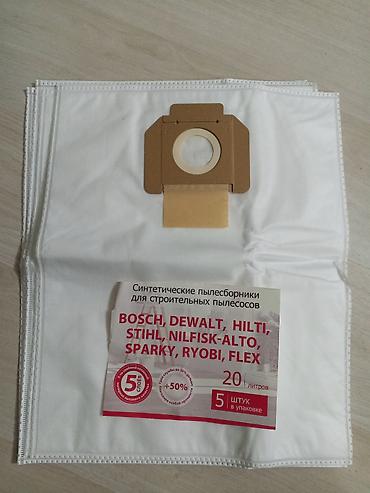 Синтетические пылесборники
для строительных пылесосов
BOSCH, DEWALT, HILTI,
STIHL, NILFISK-ALTO,
SPARKY, RYOBI, FLEX
20 литров
5 ШТУК
в упаковке
5
+50%